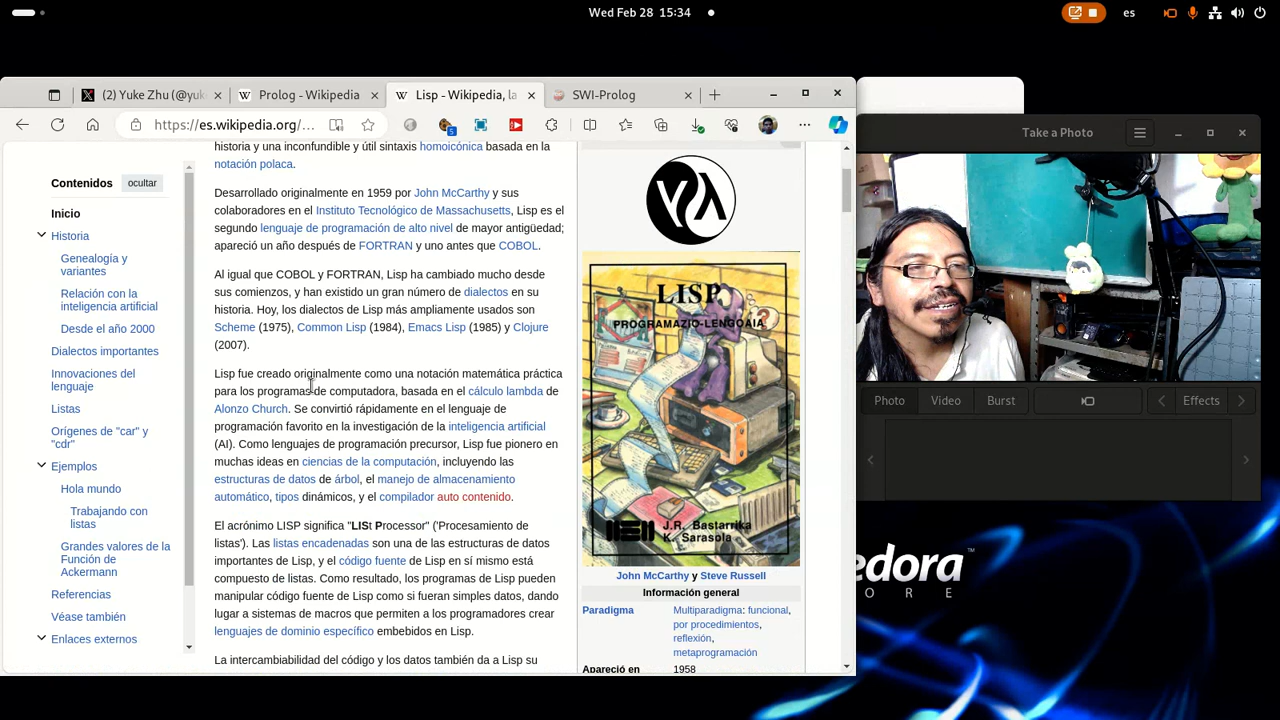 Wed Feb 28 15:34
es
(2) Yuke Zhu (@yuk
Prolog - Wikipedia
Lisp - Wikipedia, la
SWI-Prolog
https://es.wikipedia.org/...
5
Contenidos
ocultar
Inicio
Historia
Genealogía y
variantes
Relación con la
inteligencia artificial
Desde el año 2000
Dialectos importantes
Innovaciones del
lenguaje
Listas
Orígenes de "car" y
"cdr"
Ejemplos
Hola mundo
Trabajando con
listas
Grandes valores de la
Función de
Ackermann
Referencias
Véase también
Enlaces externos
historia y una inconfundible y útil sintaxis homoicónica basada en la
notación polaca.
Desarrollado originalmente en 1959 por John McCarthy y sus
colaboradores en el Instituto Tecnológico de Massachusetts, Lisp es el
segundo lenguaje de programación de alto nivel de mayor antigüedad;
apareció un año después de FORTRAN y uno antes que COBOL.
Al igual que COBOL y FORTRAN, Lisp ha cambiado mucho desde
sus comienzos, y han existido un gran número de dialectos en su
historia. Hoy, los dialectos de Lisp más ampliamente usados son
Scheme (1975), Common Lisp (1984), Emacs Lisp (1985) y Clojure
(2007).
Lisp fue creado originalmente como una notación matemática práctica
para los programas de computadora, basada en el cálculo lambda de
Alonzo Church. Se convirtió rápidamente en el lenguaje de
programación favorito en la investigación de la inteligencia artificial
(AI). Como lenguajes de programación precursor, Lisp fue pionero en
muchas ideas en ciencias de la computación, incluyendo las
estructuras de datos de árbol, el manejo de almacenamiento
automático, tipos dinámicos, y el compilador auto contenido.
El acrónimo LISP significa "LISt Processor" ('Procesamiento de
listas'). Las listas encadenadas son una de las estructuras de datos
importantes de Lisp, y el código fuente de Lisp en sí mismo está
compuesto de listas. Como resultado, los programas de Lisp pueden
manipular código fuente de Lisp como si fueran simples datos, dando
lugar a sistemas de macros que permiten a los programadores crear
lenguajes de dominio específico embebidos en Lisp.
La intercambiabilidad del código y los datos también da a Lisp su
LISP
PROGRAMAZIO-LENGOAIA
J.R. Bastarrika
K. Sarasola
John McCarthy y Steve Russell
Información general
Paradigma
Multiparadigma: funcional,
por procedimientos,
reflexión,
metaprogramación
Apareció en
1958
Take a Photo
Photo
Video
Burst
Effects
edora
ORE